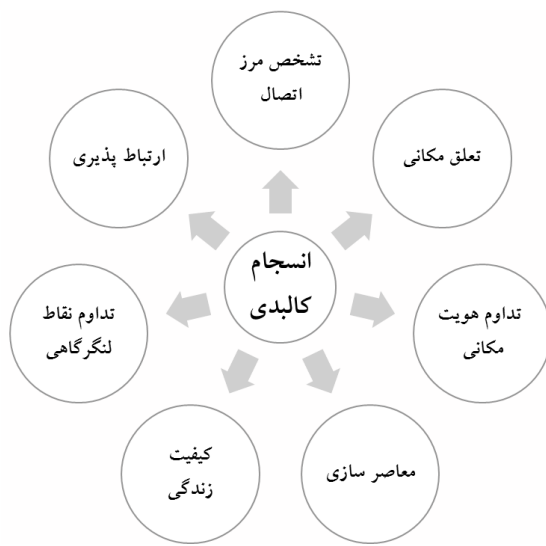 تشخص مرز
اتصال
تعلق مکانی
تداوم هویت
مکانی
معاصر سازی
کیفیت
زندگی
تداوم نقاط
لنگرگاهی
ارتباط پذیری
انسجام
کالبدی